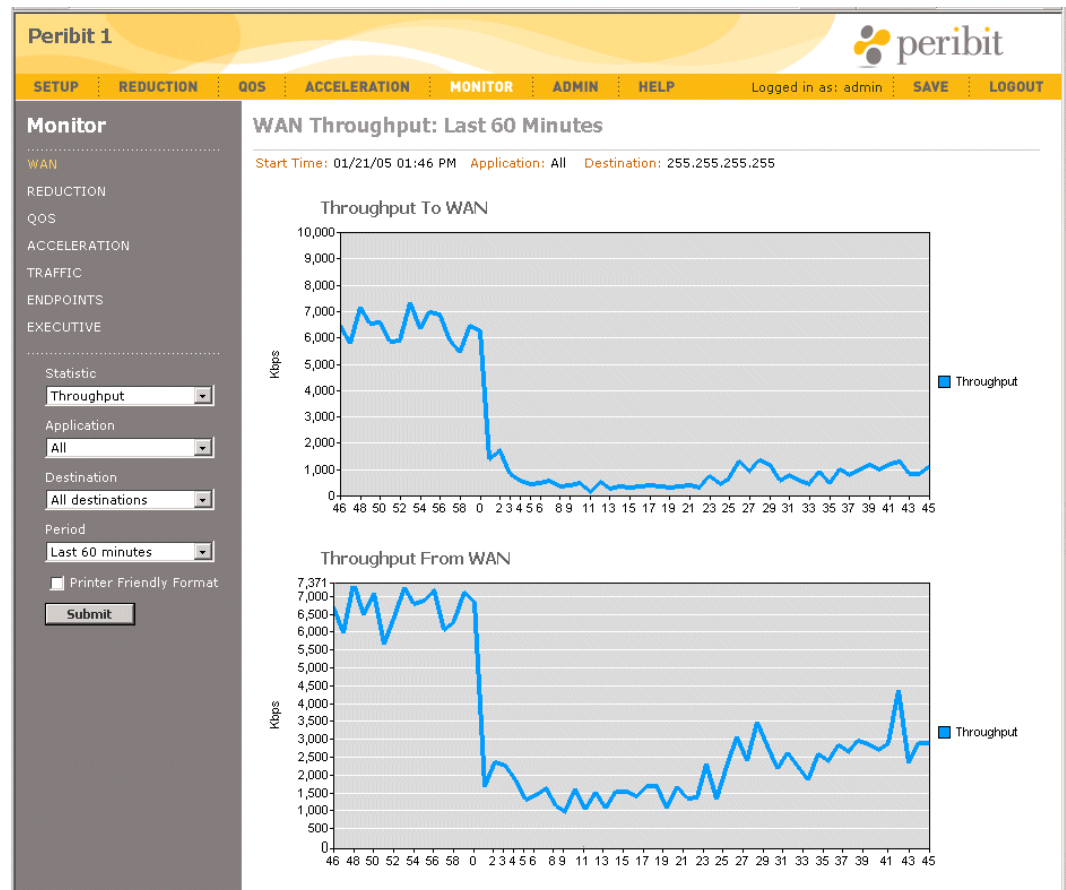 Peribit 1
peribit
SETUP REDUCTION QOS ACCELERATION MONITOR ADMIN HELP Logged in as: admin SAVE LOGOUT
Monitor
WAN
REDUCTION
QOS
ACCELERATION
TRAFFIC
ENDPOINTS
EXECUTIVE
Statistic
Throughput
Application
All
Destination
All destinations
Period
Last 60 minutes
Printer Friendly Format
Submit
WAN Throughput: Last 60 Minutes
Start Time: 01/21/05 01:46 PM Application: All Destination: 255.255.255.255
Throughput To WAN
10,000
9,000
8,000
7,000
6,000
5,000
4,000
3,000
2,000
1,000
0
Kbps
46 48 50 52 54 56 58 0 2 3 4 5 6 8 9 11 13 15 17 19 21 23 25 27 29 31 33 35 37 39 41 43 45
Throughput
Throughput From WAN
7,371
7,000
6,500
6,000
5,500
5,000
4,500
4,000
3,500
3,000
2,500
2,000
1,500
1,000
500
0
Kbps
46 48 50 52 54 56 58 0 2 3 4 5 6 8 9 11 13 15 17 19 21 23 25 27 29 31 33 35 37 39 41 43 45
Throughput